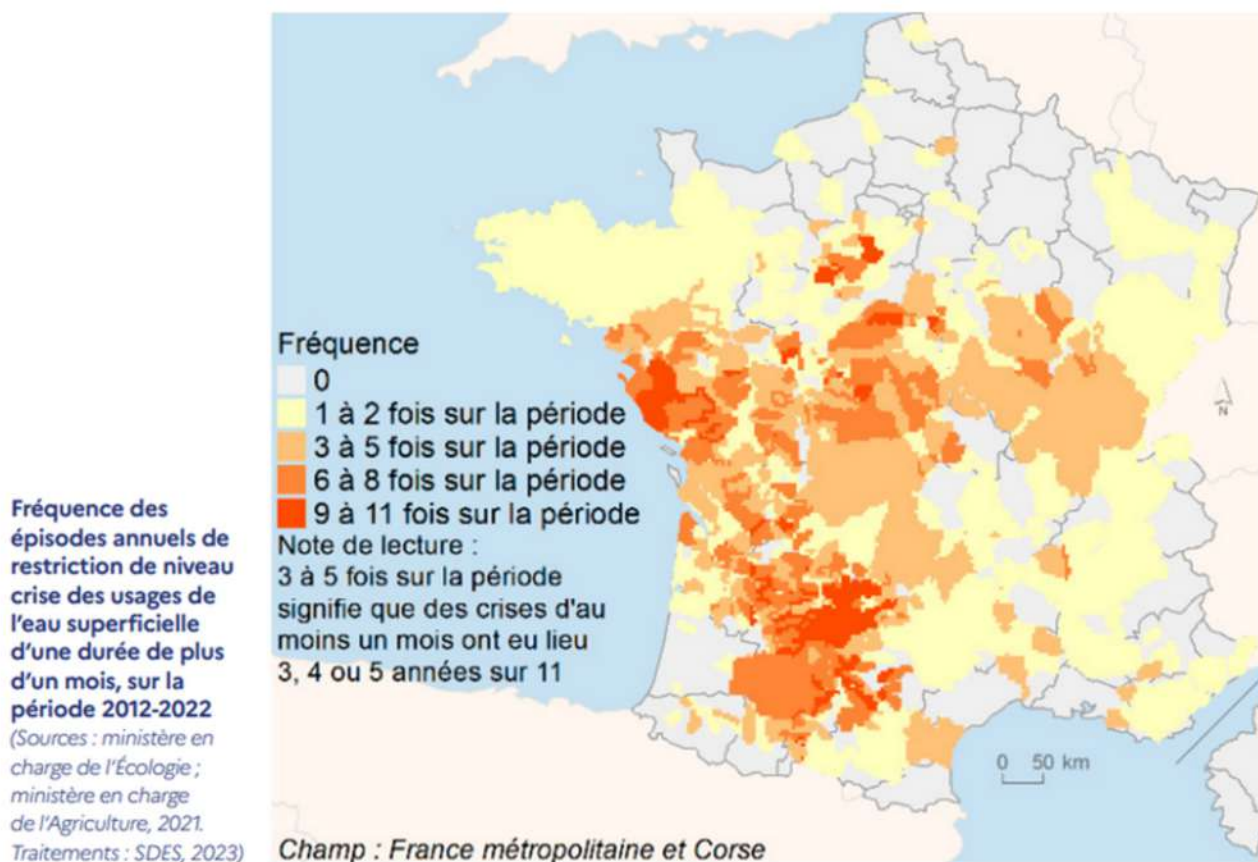 Fréquence
0
1 à 2 fois sur la période
3 à 5 fois sur la période
6 à 8 fois sur la période
9 à 11 fois sur la période
Note de lecture :
3 à 5 fois sur la période
signifie que des crises d'au
moins un mois ont eu lieu
3, 4 ou 5 années sur 11
Fréquence des
épisodes annuels de
restriction de niveau
crise des usages de
l'eau superficielle
d'une durée de plus
d'un mois, sur la
période 2012-2022
(Sources : ministère en
charge de l'Écologie ;
ministère en charge
de l'Agriculture, 2021.
Traitements : SDES, 2023)
N
0 50 km
Champ : France métropolitaine et Corse